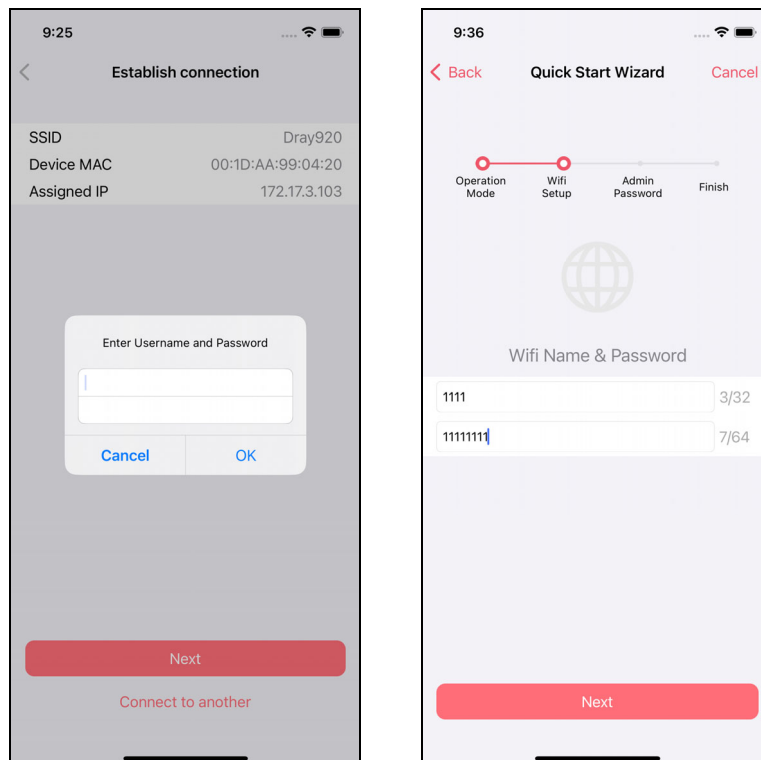 9:25
Establish connection
SSID Dray920
Device MAC 00:1D:AA:99:04:20
Assigned IP 172.17.3.103
Enter Username and Password
Cancel OK
Next
Connect to another
9:36
Back Quick Start Wizard Cancel
Operation Mode
Wifi Setup
Admin Password
Finish
Wifi Name & Password
1111 3/32
11111111 7/64
Next